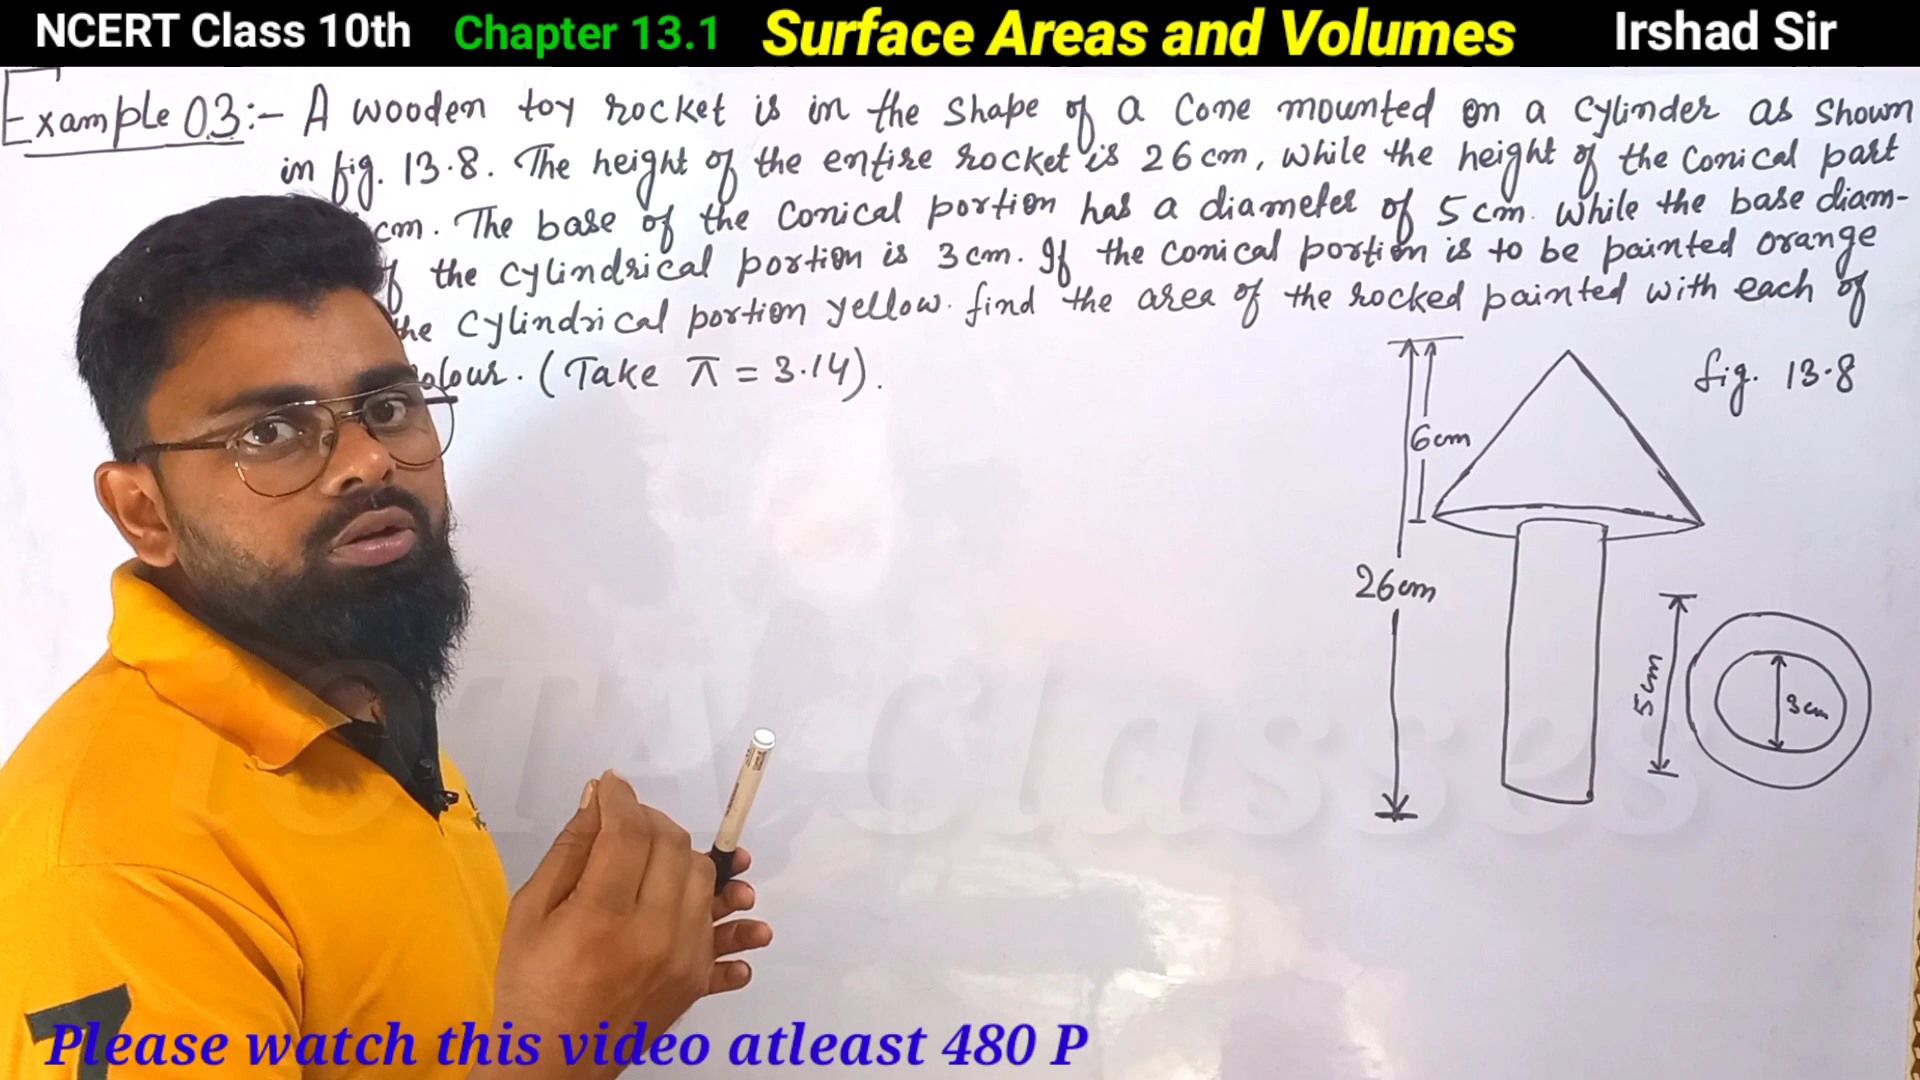 NCERT Class 10th Chapter 13.1 Surface Areas and Volumes Irshad Sir
Example 03:- A wooden toy rocket is in the shape of a Cone mounted on a Cylinder as shown
in fig. 13.8. The height of the entire rocket is 26 cm, while the height of the Conical part
cm. The base of the Conical portion has a diameter of 5 cm. While the base diam-
the cylindrical portion is 3 cm. If the conical portion is to be painted orange
the Cylindrical portion yellow. find the area of the rocked painted with each of
olour. (Take π = 3.14).
fig. 13.8
6cm
26cm
5cm
3cm
IOTA Classes
Please watch this video atleast 480 P